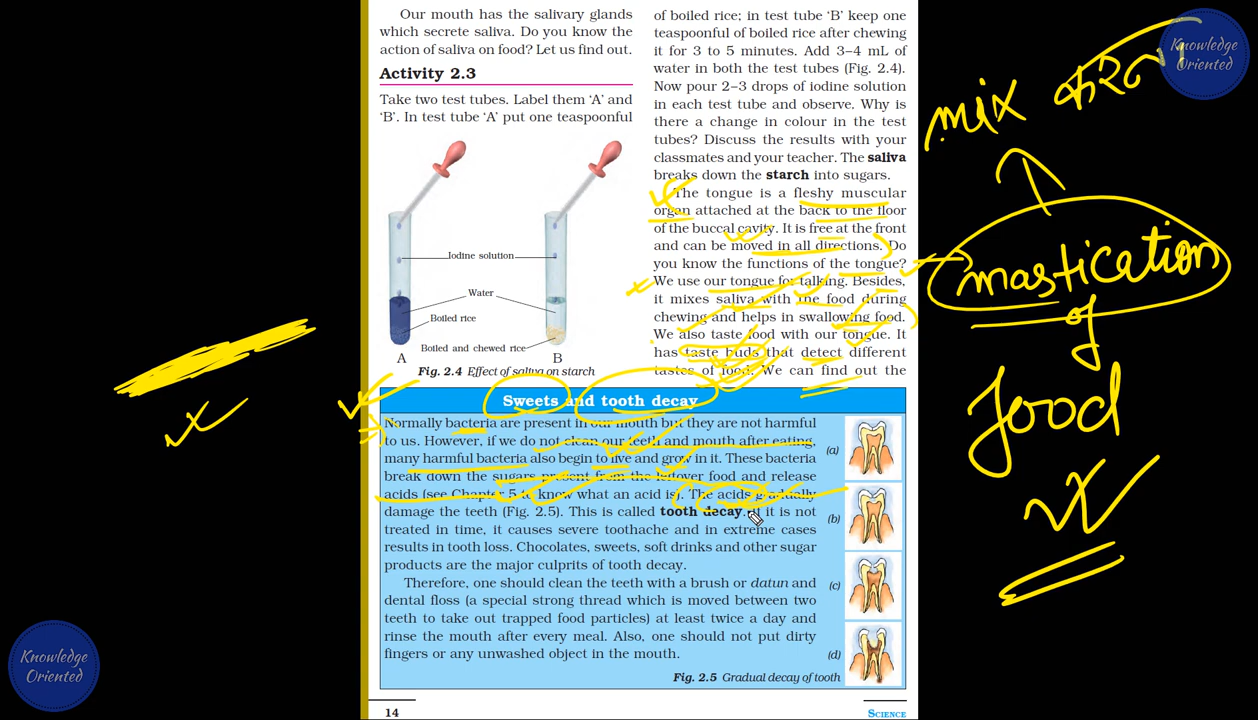 Our mouth has the salivary glands
which secrete saliva. Do you know the
action of saliva on food? Let us find out.
Activity 2.3
Take two test tubes. Label them ‘A’ and
‘B’. In test tube ‘A’ put one teaspoonful
Iodine solution
Water
Boiled rice
Boiled and chewed rice
A
B
Fig. 2.4 Effect of saliva on starch
of boiled rice; in test tube ‘B’ keep one
teaspoonful of boiled rice after chewing
it for 3 to 5 minutes. Add 3–4 mL of
water in both the test tubes (Fig. 2.4).
Now pour 2–3 drops of iodine solution
in each test tube and observe. Why is
there a change in colour in the test
tubes? Discuss the results with your
classmates and your teacher. The saliva
breaks down the starch into sugars.
The tongue is a fleshy muscular
organ attached at the back to the floor
of the buccal cavity. It is free at the front
and can be moved in all directions. Do
you know the functions of the tongue?
We use our tongue for talking. Besides,
it mixes saliva with the food during
chewing and helps in swallowing food.
We also taste food with our tongue. It
has taste buds that detect different
tastes of food. We can find out the
Sweets and tooth decay
Normally bacteria are present in our mouth but they are not harmful
to us. However, if we do not clean our teeth and mouth after eating,
many harmful bacteria also begin to live and grow in it. These bacteria
break down the sugars present from the leftover food and release
acids (see Chapter 5 to know what an acid is). The acids gradually
damage the teeth (Fig. 2.5). This is called tooth decay. If it is not
treated in time, it causes severe toothache and in extreme cases
results in tooth loss. Chocolates, sweets, soft drinks and other sugar
products are the major culprits of tooth decay.
Therefore, one should clean the teeth with a brush or datun and
dental floss (a special strong thread which is moved between two
teeth to take out trapped food particles) at least twice a day and
rinse the mouth after every meal. Also, one should not put dirty
fingers or any unwashed object in the mouth.
(a)
(b)
(c)
(d)
Fig. 2.5 Gradual decay of tooth
14
SCIENCE
mix करना
mastication
of
food
Knowledge
Oriented
Knowledge
Oriented